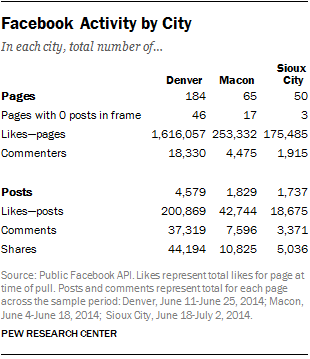 Facebook Activity by City
In each city, total number of...
Denver Macon Sioux City
Pages 184 65 50
Pages with 0 posts in frame 46 17 3
Likes—pages 1,616,057 253,332 175,485
Commenters 18,330 4,475 1,915
Posts 4,579 1,829 1,737
Likes—posts 200,869 42,744 18,675
Comments 37,319 7,596 3,371
Shares 44,194 10,825 5,036
Source: Public Facebook API. Likes represent total likes for page at
time of pull. Posts and comments represent total for each page
across the sample period: Denver, June 11-June 25, 2014; Macon,
June 4-June 18, 2014; Sioux City, June 18-July 2, 2014.
PEW RESEARCH CENTER